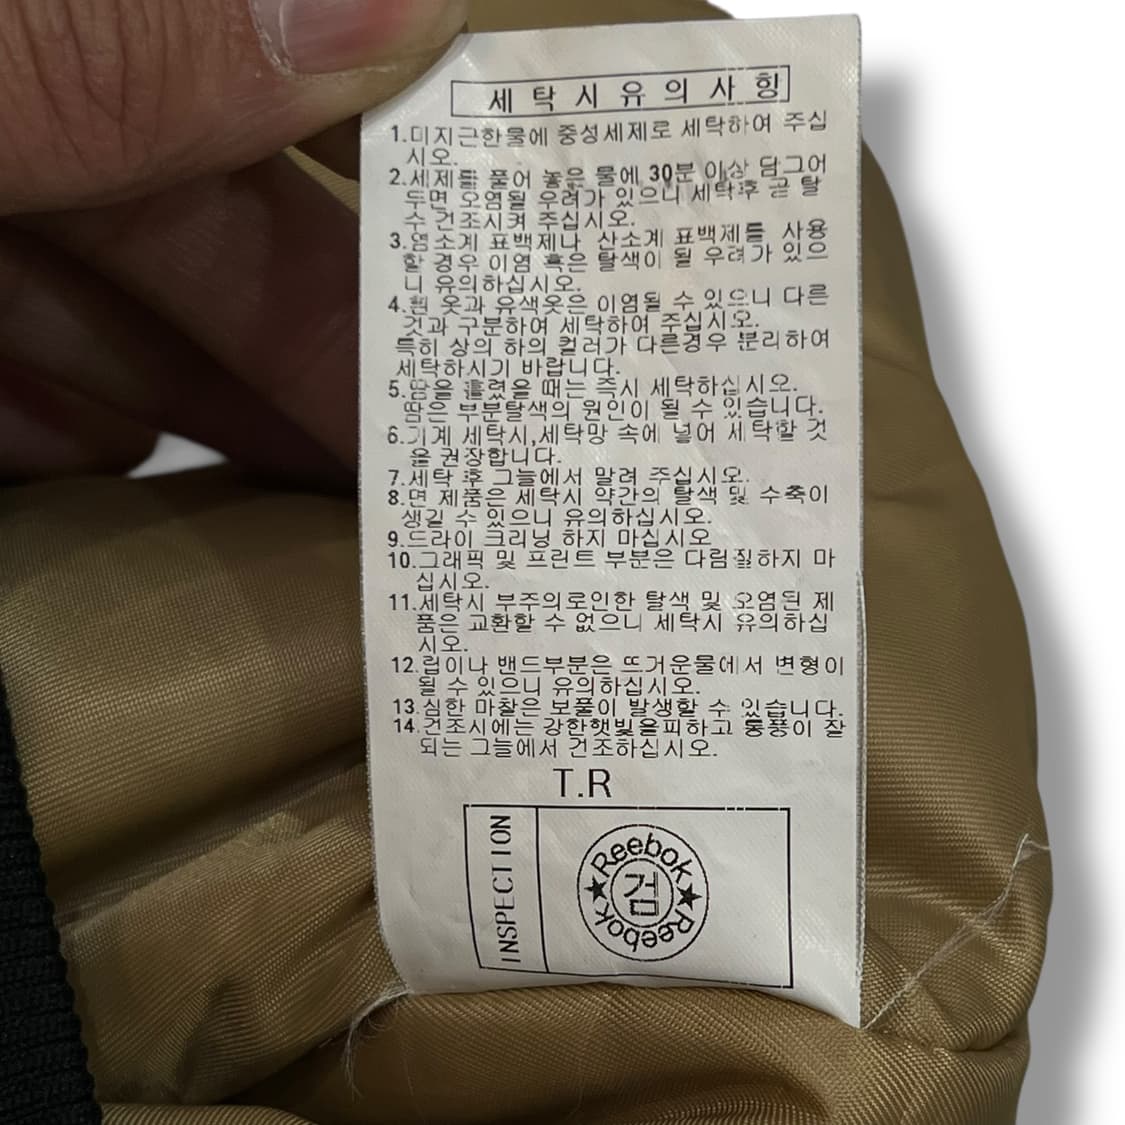 세탁시유의사항
1.미지근한물에 중성세제로 세탁하여 주십
시오.
2.세제를 풀어 놓은 물에 30분 이상 담그어
두면 오염될 우려가 있으니 세탁후 곧 탈
수 건조시켜 주십시오.
3.염소계 표백제나 산소계 표백제를 사용
할 경우 이염 혹은 탈색이 될 우려가 있으
니 유의하십시오.
4.흰 옷과 유색옷은 이염될 수 있으니 다른
것과 구분하여 세탁하여 주십시오.
특히 상의 하의 컬러가 다른경우 분리하여
세탁하시기 바랍니다.
5.땀을 흘렸을 때는 즉시 세탁하십시오.
땀은 부분탈색의 원인이 될 수 있습니다.
6.기계 세탁시,세탁망 속에 넣어 세탁할 것
을 권장합니다.
7.세탁 후 그늘에서 말려 주십시오.
8.면 제품은 세탁시 약간의 탈색 및 수축이
생길 수 있으니 유의하십시오.
9.드라이 크리닝 하지 마십시오
10.그래픽 및 프린트 부분은 다림질하지 마
십시오.
11.세탁시 부주의로인한 탈색 및 오염된 제
품은 교환할 수 없으니 세탁시 유의하십
시오.
12.립이나 밴드부분은 뜨거운물에서 변형이
될 수 있으니 유의하십시오.
13.심한 마찰은 보풀이 발생할 수 있습니다.
14.건조시에는 강한햇빛을피하고 통풍이 잘
되는 그늘에서 건조하십시오.
T.R
INSPECTION
Reebok
검
Reebok